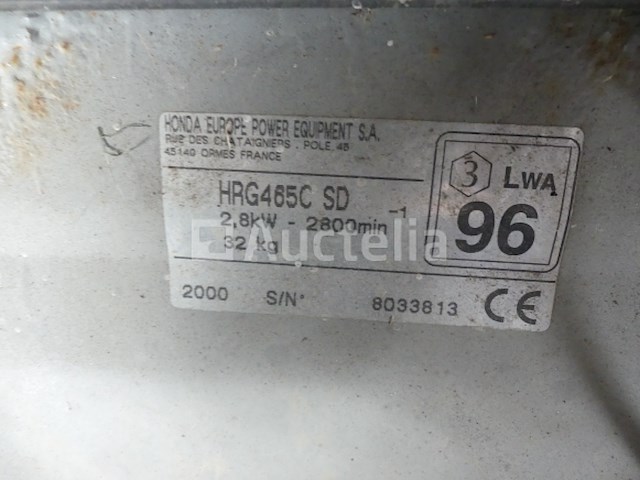 HONDA EUROPE POWER EQUIPMENT S.A.
RUE DES CHATAIGNIERS . POLE 45
45140 ORMES FRANCE
HRG465C SD
2,8kW - 2800min -1
32 kg
3 LWA
96
Auctelia
2000 S/N° 8033813 CE